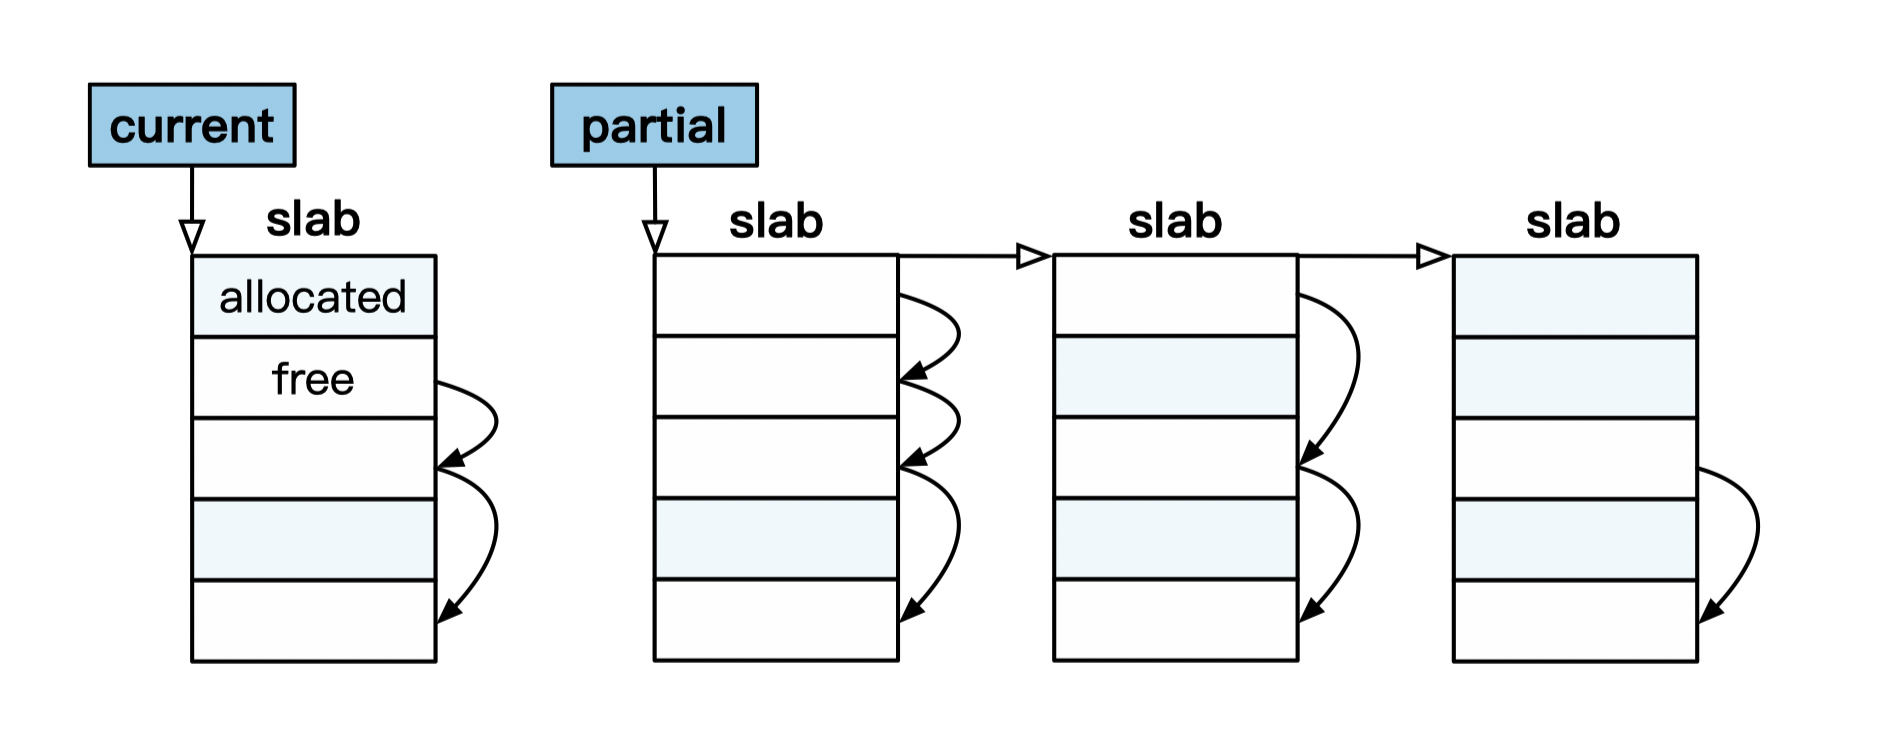 current
partial
slab
slab
slab
slab
allocated
free